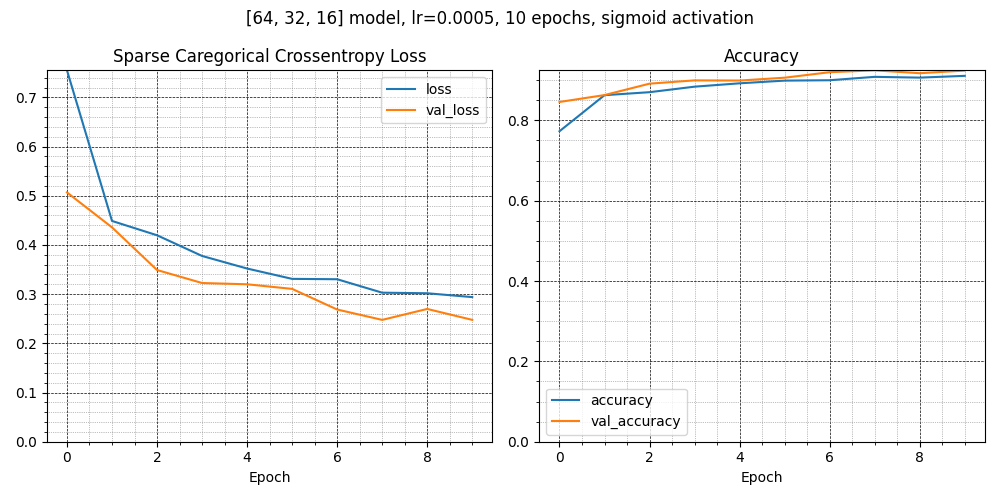 [64, 32, 16] model, lr=0.0005, 10 epochs, sigmoid activation
Sparse Caregorical Crossentropy Loss
0.7
0.6
0.5
0.4
0.3
0.2
0.1
0.0
0 2 4 6 8
Epoch
loss
val_loss
Accuracy
0.8
0.6
0.4
0.2
0.0
0 2 4 6 8
Epoch
accuracy
val_accuracy